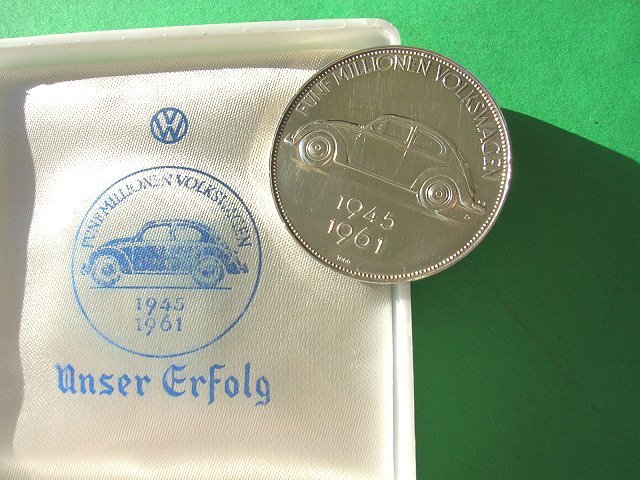 VW
FÜNF MILLIONEN VOLKSWAGEN
1945
1961
Unser Erfolg
FÜNF MILLIONEN VOLKSWAGEN
1945
1961